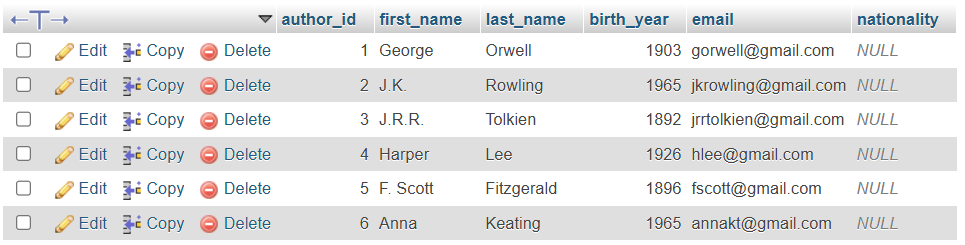 author_id first_name last_name birth_year email nationality
Edit Copy Delete 1 George Orwell 1903 gorwell@gmail.com NULL
Edit Copy Delete 2 J.K. Rowling 1965 jkrowling@gmail.com NULL
Edit Copy Delete 3 J.R.R. Tolkien 1892 jrrtolkien@gmail.com NULL
Edit Copy Delete 4 Harper Lee 1926 hlee@gmail.com NULL
Edit Copy Delete 5 F. Scott Fitzgerald 1896 fscott@gmail.com NULL
Edit Copy Delete 6 Anna Keating 1965 annakt@gmail.com NULL